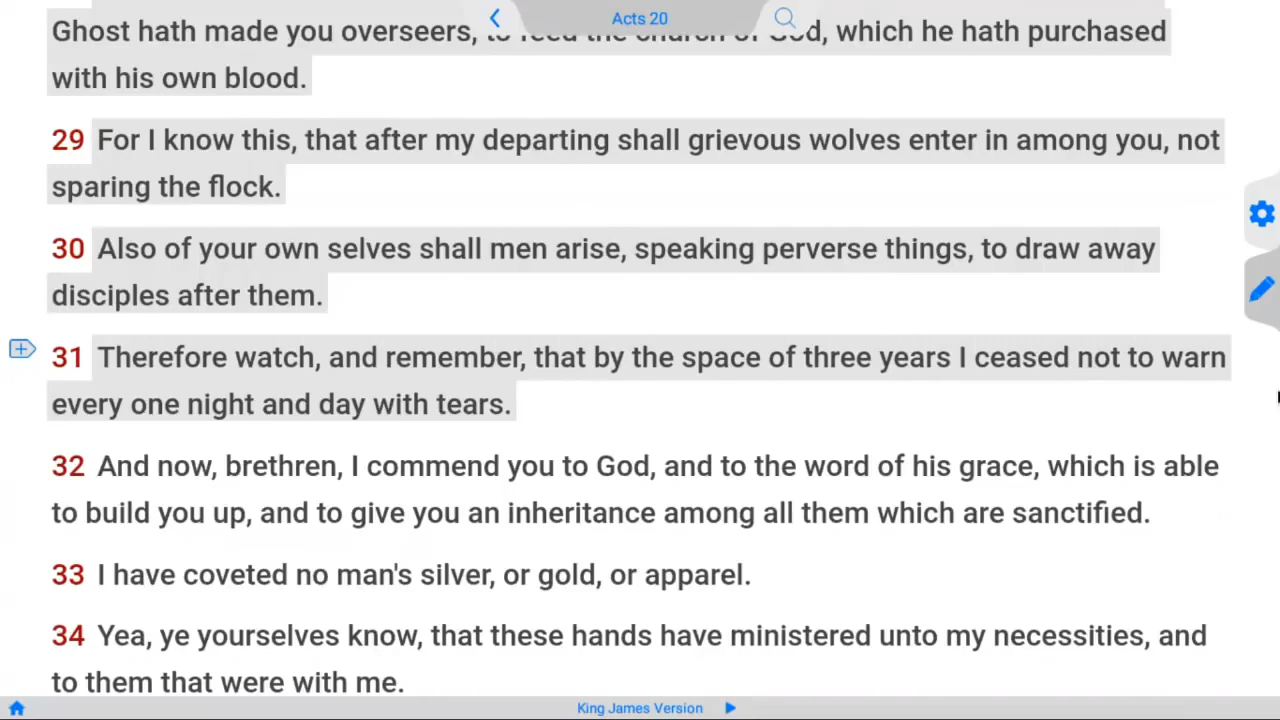 Acts 20
Ghost hath made you overseers, to feed the church of God, which he hath purchased
with his own blood.
29 For I know this, that after my departing shall grievous wolves enter in among you, not
sparing the flock.
30 Also of your own selves shall men arise, speaking perverse things, to draw away
disciples after them.
31 Therefore watch, and remember, that by the space of three years I ceased not to warn
every one night and day with tears.
32 And now, brethren, I commend you to God, and to the word of his grace, which is able
to build you up, and to give you an inheritance among all them which are sanctified.
33 I have coveted no man's silver, or gold, or apparel.
34 Yea, ye yourselves know, that these hands have ministered unto my necessities, and
to them that were with me.
King James Version